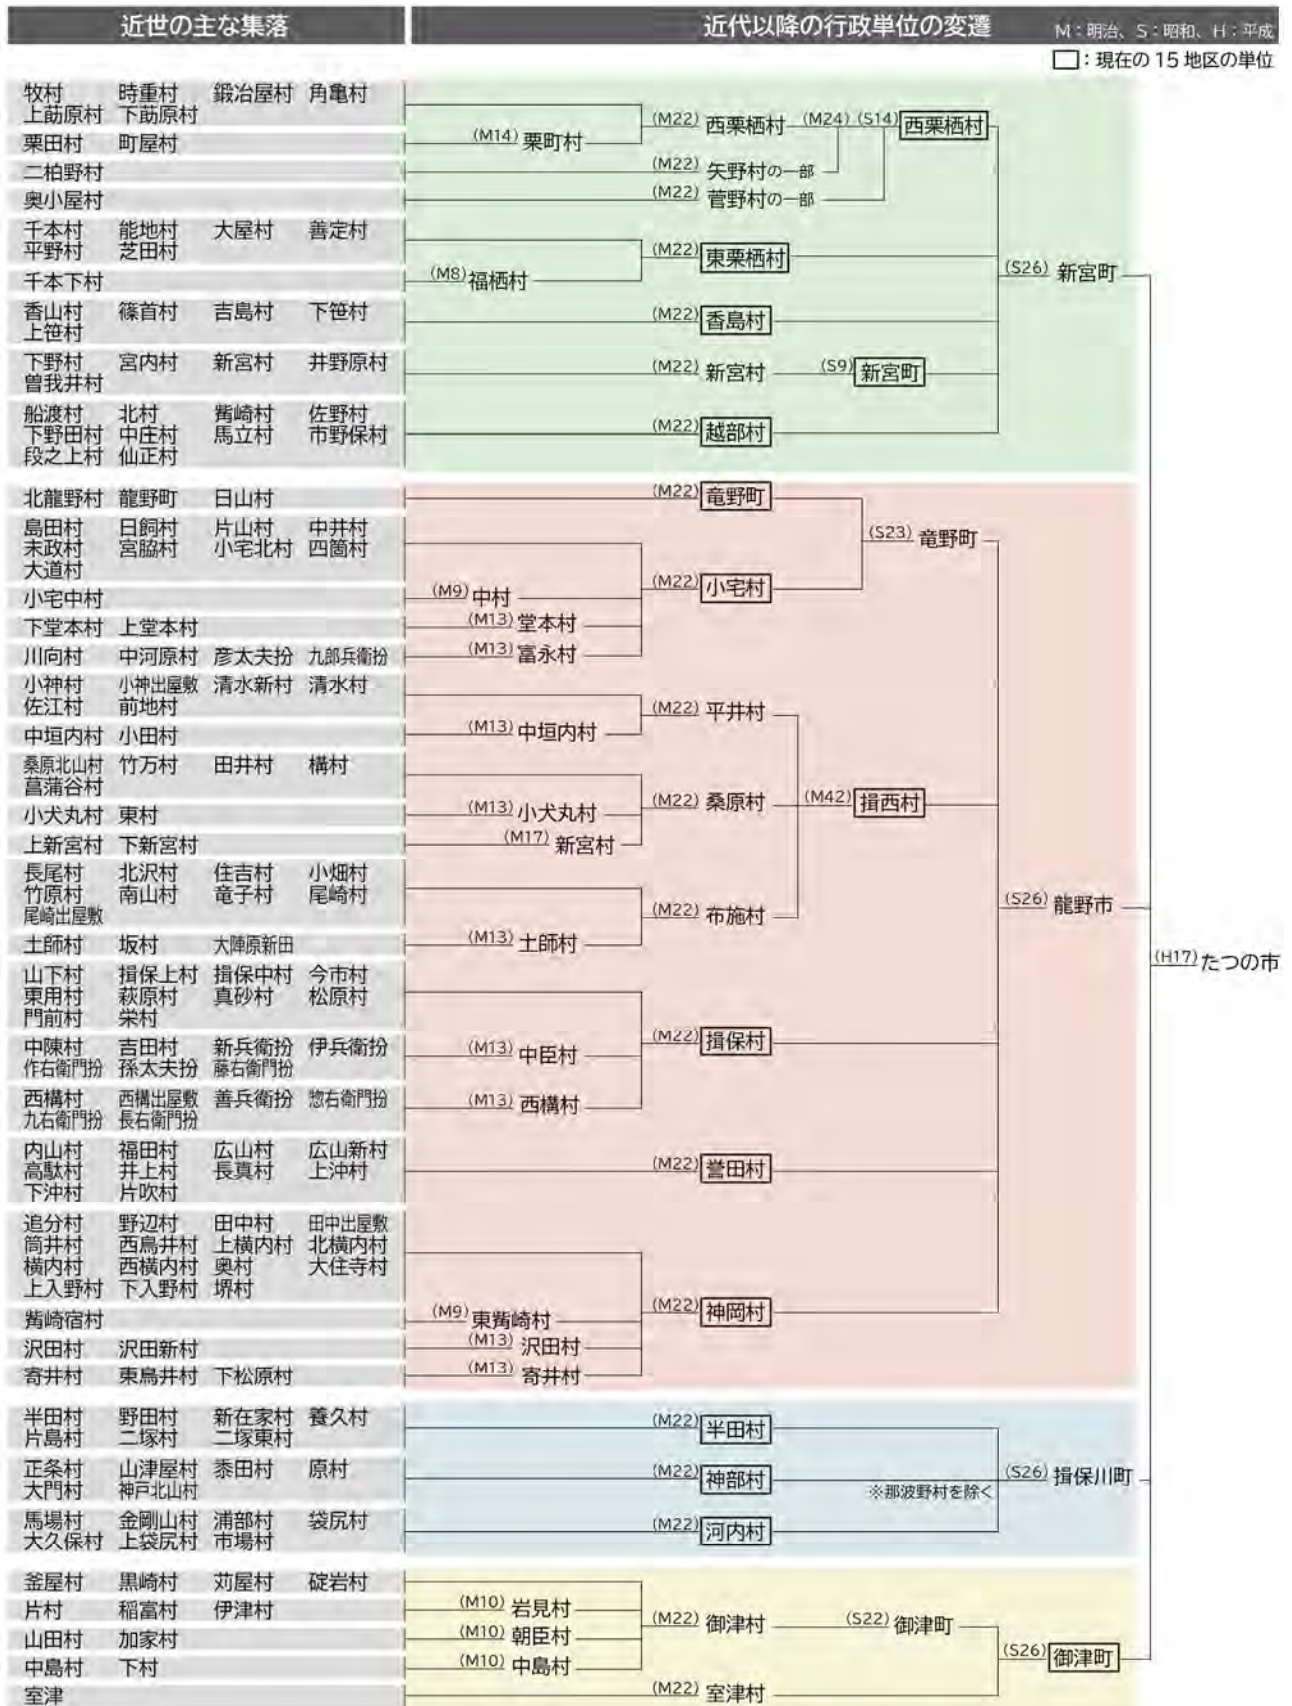 近世の主な集落
近代以降の行政単位の変遷 M：明治、S：昭和、H：平成
：現在の15地区の単位
牧村 時重村 鍛冶屋村 角亀村
上莇原村 下莇原村
栗田村 町屋村
二柏野村
奥小屋村
(M14) 栗町村
(M22) 西栗栖村 (M24) (S14) 西栗栖村
(M22) 矢野村の一部
(M22) 菅野村の一部
千本村 能地村 大屋村 善定村
平野村 芝田村
千本下村
(M8) 福栖村
(M22) 東栗栖村
香山村 篠首村 吉島村 下笹村
上笹村
(M22) 香島村
下野村 宮内村 新宮村 井野原村
曽我井村
(M22) 新宮村 (S9) 新宮町
船渡村 北村 觜崎村 佐野村
下野田村 中庄村 馬立村 市野保村
段之上村 仙正村
(M22) 越部村
(S26) 新宮町
北龍野村 龍野町 日山村
(M22) 竜野町
島田村 日飼村 片山村 中井村
末政村 宮脇村 小宅北村 四箇村
大道村
小宅中村
(M9) 中村
下堂本村 上堂本村
(M13) 堂本村
川向村 中河原村 彦太夫扮 九郎兵衛扮
(M13) 富永村
(M22) 小宅村
(S23) 竜野町
小神村 小神出屋敷 清水新村 清水村
佐江村 前地村
中垣内村 小田村
(M13) 中垣内村
(M22) 平井村
桑原北山村 竹万村 田井村 構村
菖蒲谷村
小犬丸村 東村
(M13) 小犬丸村
上新宮村 下新宮村
(M17) 新宮村
(M22) 桑原村
(M42) 揖西村
長尾村 北沢村 住吉村 小畑村
竹原村 南山村 竜子村 尾崎村
尾崎出屋敷
土師村 坂村 大陣原新田
(M13) 土師村
(M22) 布施村
山下村 揖保上村 揖保中村 今市村
東用村 萩原村 真砂村 松原村
門前村 栄村
中陳村 吉田村 新兵衛扮 伊兵衛扮
作右衛門扮 孫太夫扮 藤右衛門扮
(M13) 中臣村
西構村 西構出屋敷 善兵衛扮 惣右衛門扮
九右衛門扮 長右衛門扮
(M13) 西構村
(M22) 揖保村
内山村 福田村 広山村 広山新村
高駄村 井上村 長真村 上沖村
下沖村 片吹村
(M22) 誉田村
追分村 野辺村 田中村 田中出屋敷
筒井村 西鳥井村 上横内村 北横内村
横内村 西横内村 奥村 大住寺村
上入野村 下入野村 堺村
觜崎宿村
(M9) 東觜崎村
沢田村 沢田新村
(M13) 沢田村
寄井村 東鳥井村 下松原村
(M13) 寄井村
(M22) 神岡村
(S26) 龍野市
(H17) たつの市
半田村 野田村 新在家村 養久村
片島村 二塚村 二塚東村
(M22) 半田村
正条村 山津屋村 黍田村 原村
大門村 神戸北山村
(M22) 神部村
※那波野村を除く
馬場村 金剛山村 浦部村 袋尻村
大久保村 上袋尻村 市場村
(M22) 河内村
(S26) 揖保川町
釜屋村 黒崎村 苅屋村 碇岩村
片村 稲富村 伊津村
(M10) 岩見村
山田村 加家村
(M10) 朝臣村
中島村 下村
(M10) 中島村
(M22) 御津村 (S22) 御津町
室津
(M22) 室津村
(S26) 御津町